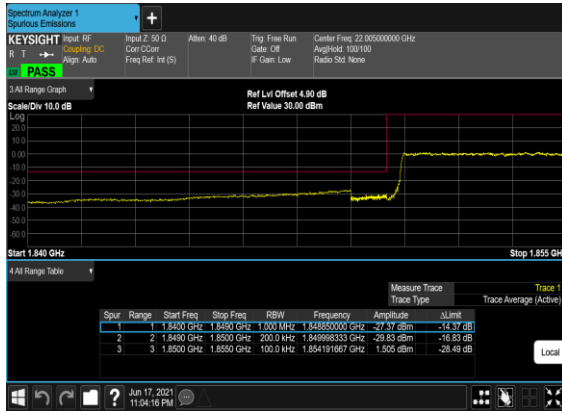 Spectrum Analyzer 1
Spurious Emissions
+
KEYSIGHT Input: RF Input Z: 50 Ω Atten: 40 dB Trig: Free Run Center Freq: 22.005000000 GHz
R T Coupling: DC Corr CCorr Gate: Off Avg|Hold: 100/100
Align: Auto Freq Ref: Int (S) IF Gain: Low Radio Std: None
LV PASS
3 All Range Graph
Ref Lvl Offset 4.90 dB
Scale/Div 10.0 dB Ref Value 30.00 dBm
Log
20.0
10.0
0.00
-10.0
-20.0
-30.0
-40.0
-50.0
-60.0
Start 1.840 GHz Stop 1.855 GH
4 All Range Table
Measure Trace Trace 1
Trace Type Trace Average (Active)
Spur Range Start Freq Stop Freq RBW Frequency Amplitude ΔLimit
1 1 1.8400 GHz 1.8490 GHz 1.000 MHz 1.848850000 GHz -27.37 dBm -14.37 dB
2 2 1.8490 GHz 1.8500 GHz 200.0 kHz 1.849998333 GHz -29.83 dBm -16.83 dB
3 3 1.8500 GHz 1.8550 GHz 100.0 kHz 1.854191667 GHz 1.505 dBm -28.49 dB
Local
? Jun 17, 2021
11:04:16 PM